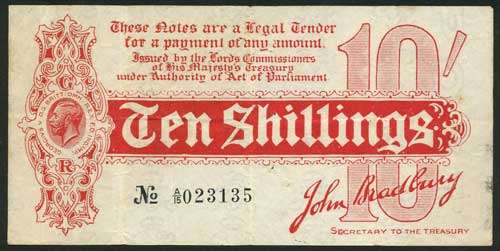 These Notes are a Legal Tender
for a payment of any amount.
Issued by the Lords Commissioners
of His Majesty's Treasury
under Authority of Act of Parliament
10/
G
R
Ten Shillings
10
No A/15 023135
John Bradbury
SECRETARY TO THE TREASURY